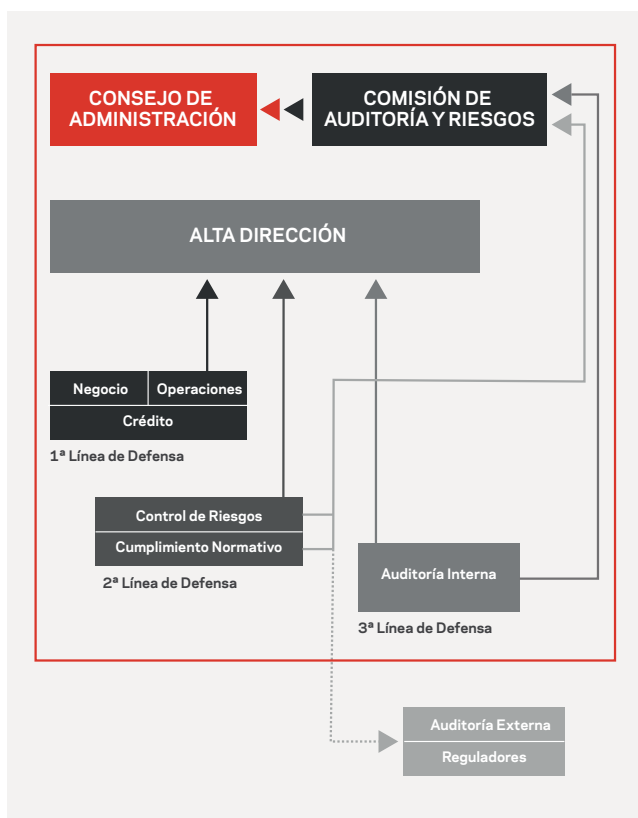 CONSEJO DE
ADMINISTRACIÓN
COMISIÓN DE
AUDITORÍA Y RIESGOS
ALTA DIRECCIÓN
Negocio
Operaciones
Crédito
1ª Línea de Defensa
Control de Riesgos
Cumplimiento Normativo
2ª Línea de Defensa
Auditoría Interna
3ª Línea de Defensa
Auditoría Externa
Reguladores